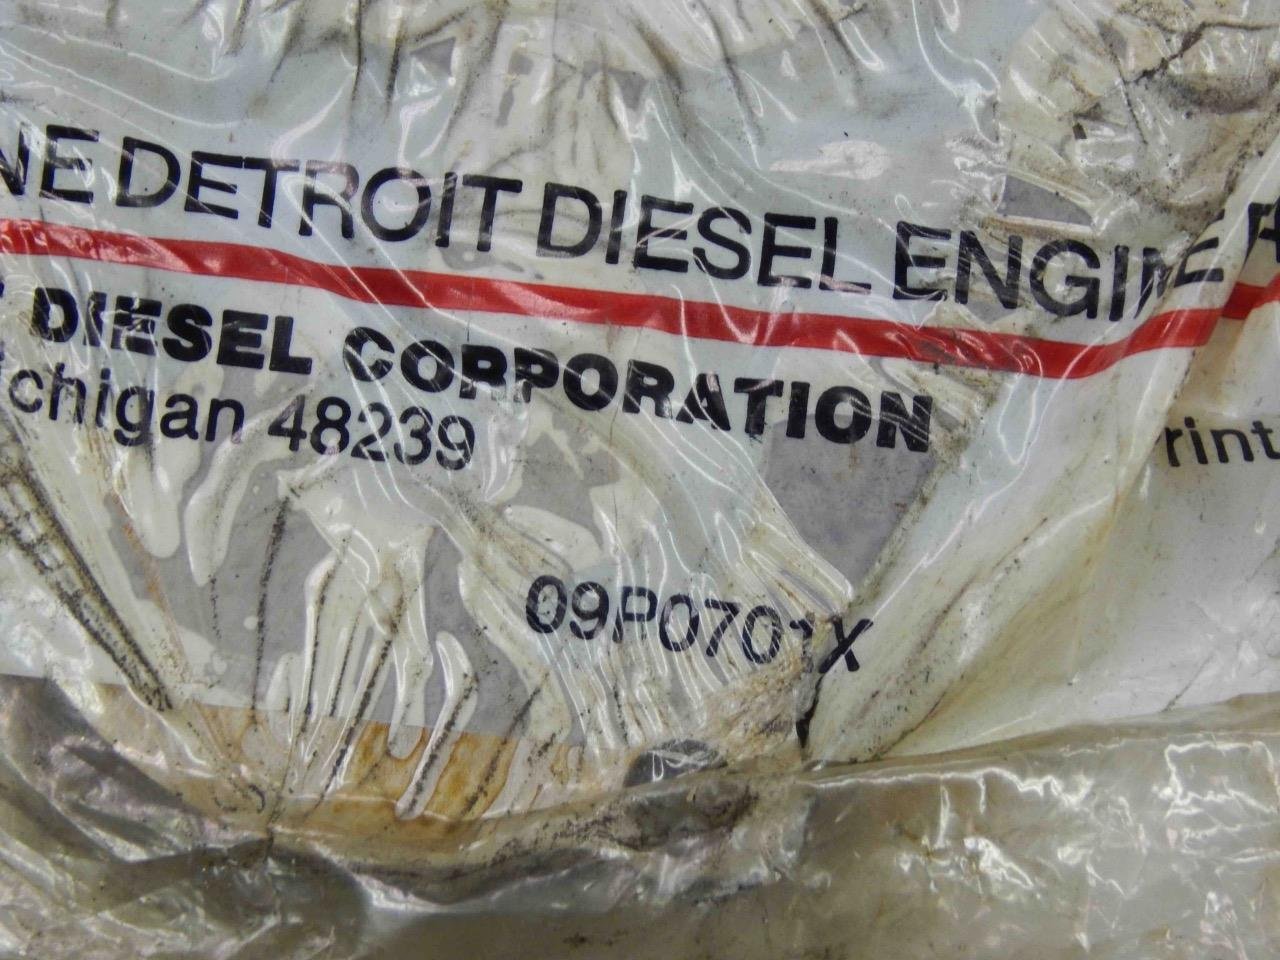 NE DETROIT DIESEL ENGINE
DIESEL CORPORATION
chigan 48239
rint
09P0701X